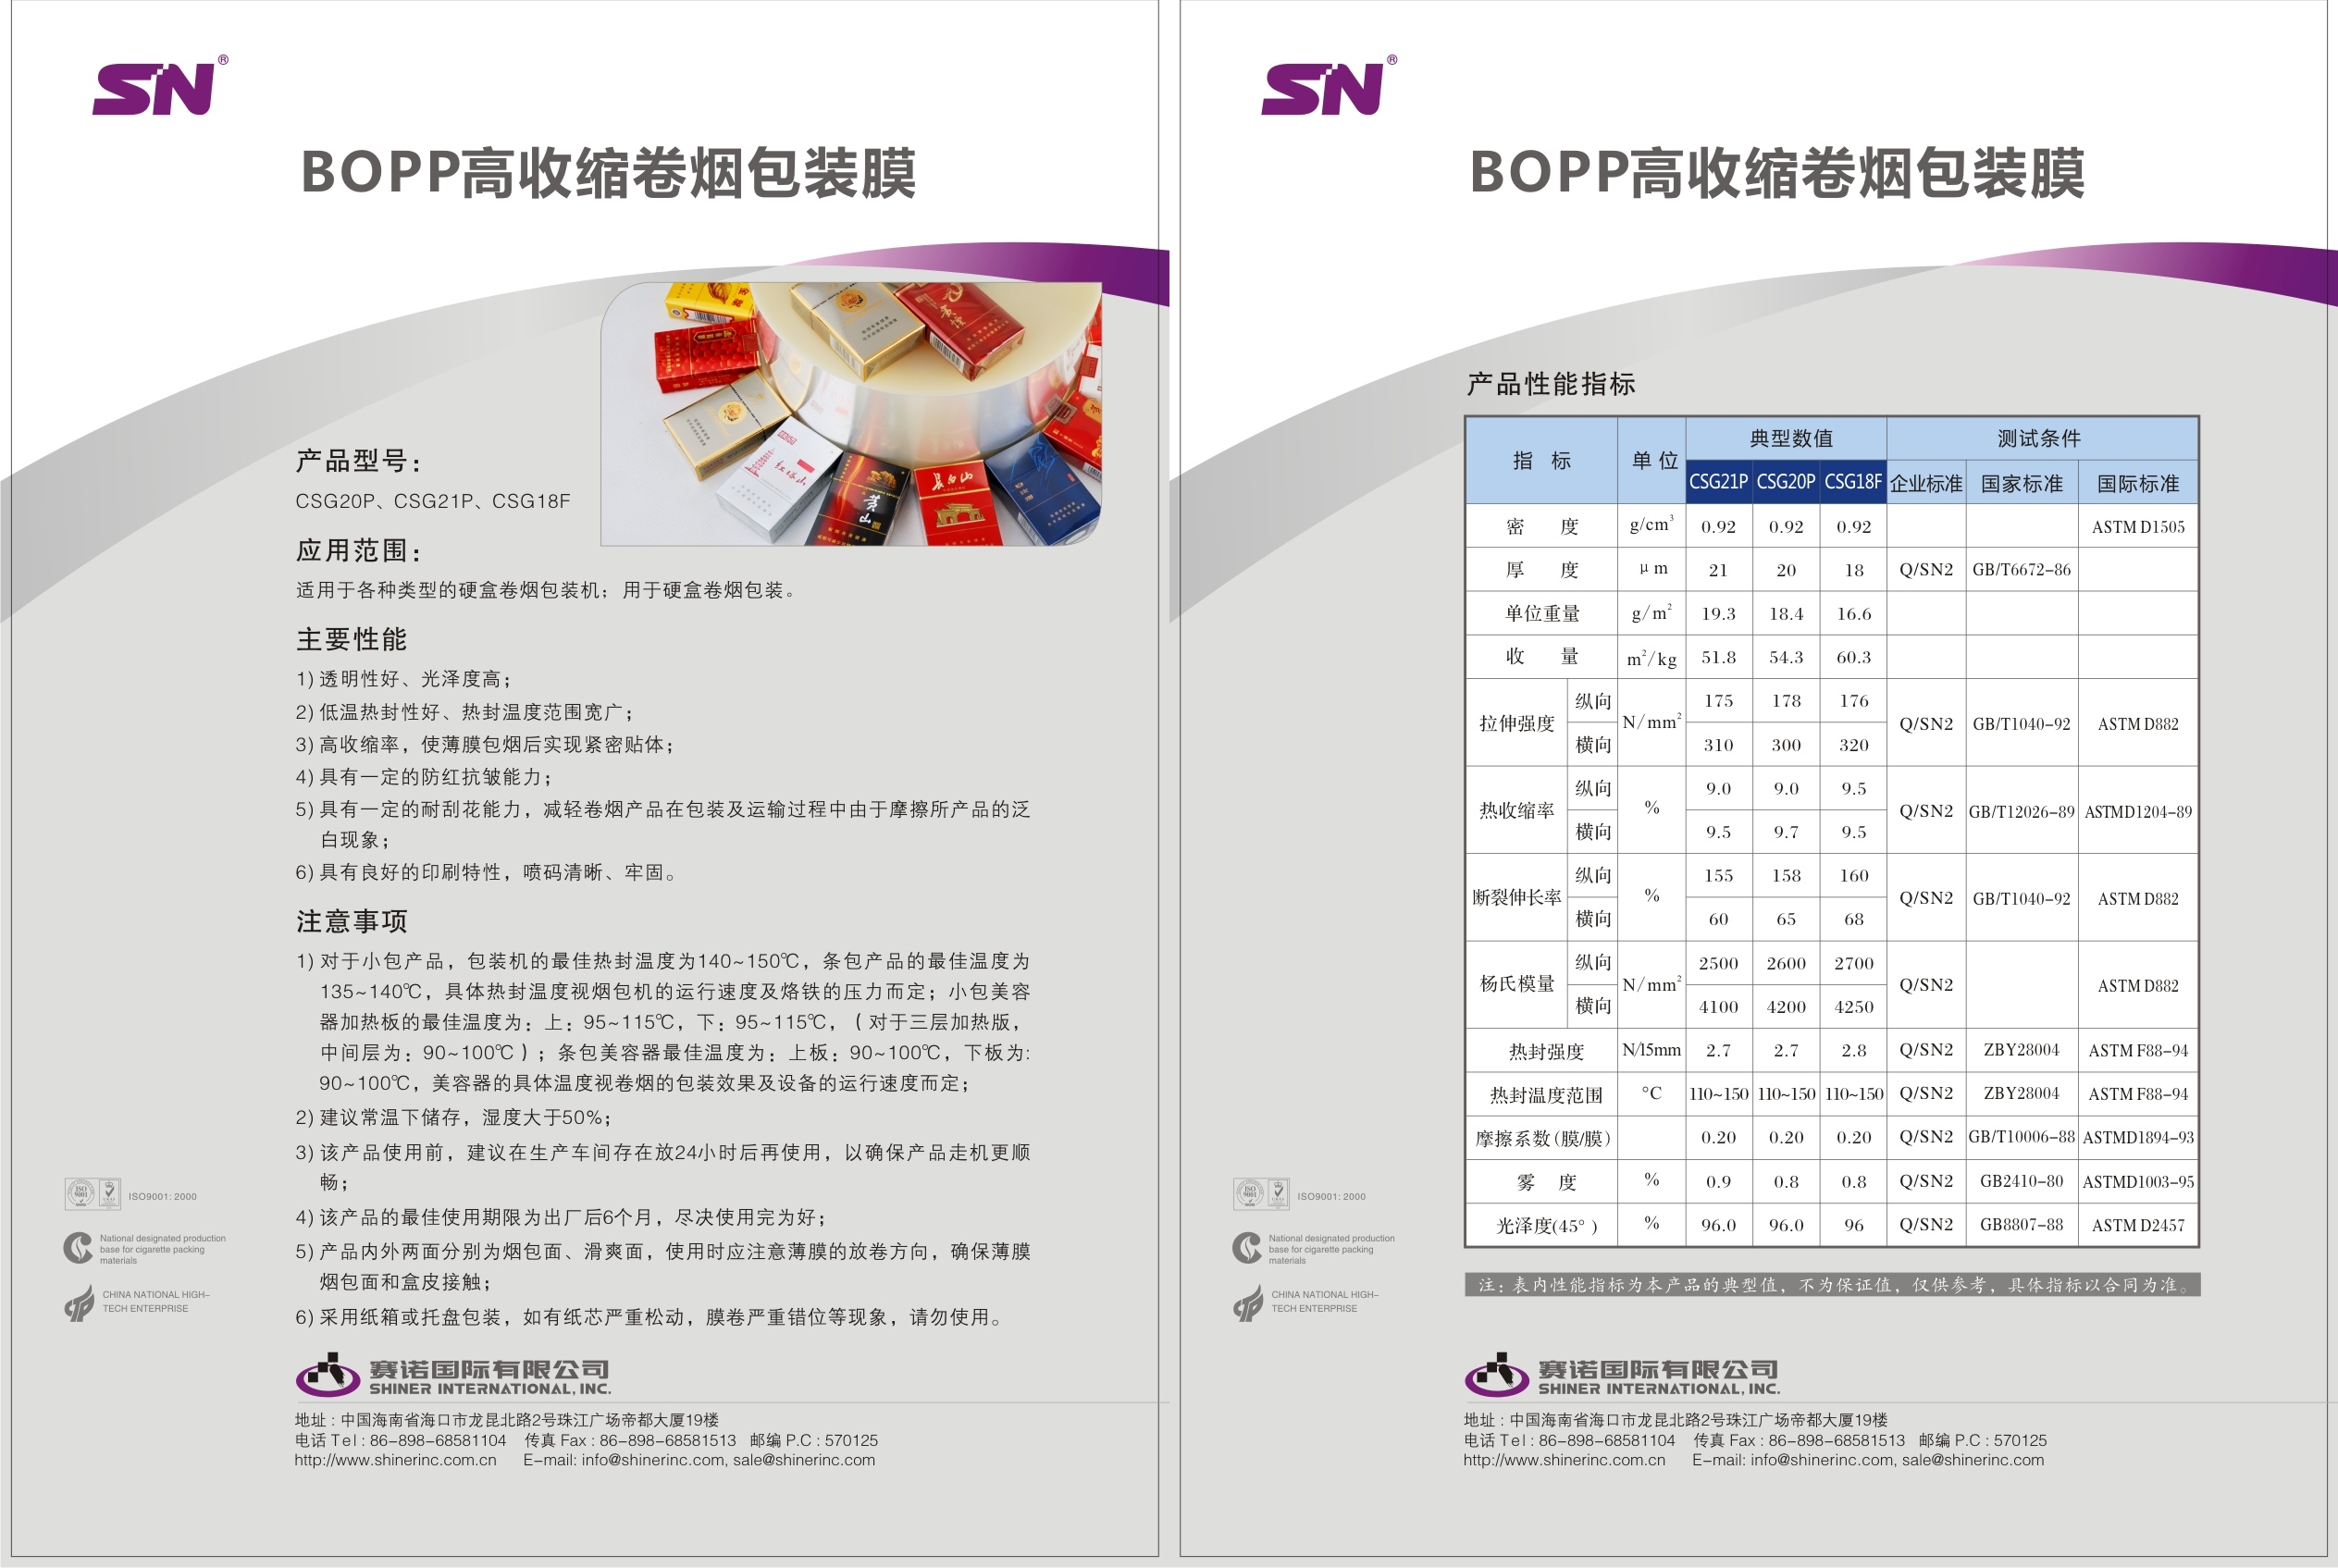 SN®
BOPP高收缩卷烟包装膜
产品型号：
CSG20P、CSG21P、CSG18F
应用范围：
适用于各种类型的硬盒卷烟包装机；用于硬盒卷烟包装。
主要性能
1) 透明性好、光泽度高；
2) 低温热封性好、热封温度范围宽广；
3) 高收缩率，使薄膜包烟后实现紧密贴体；
4) 具有一定的防红抗皱能力；
5) 具有一定的耐刮花能力，减轻卷烟产品在包装及运输过程中由于摩擦所产品的泛
白现象；
6) 具有良好的印刷特性，喷码清晰、牢固。
注意事项
1) 对于小包产品，包装机的最佳热封温度为140~150℃，条包产品的最佳温度为
135~140℃，具体热封温度视烟包机的运行速度及烙铁的压力而定；小包美容
器加热板的最佳温度为：上：95~115℃，下：95~115℃，（对于三层加热版，
中间层为：90~100℃）；条包美容器最佳温度为：上板：90~100℃，下板为:
90~100℃，美容器的具体温度视卷烟的包装效果及设备的运行速度而定；
2) 建议常温下储存，湿度大于50%；
3) 该产品使用前，建议在生产车间存在放24小时后再使用，以确保产品走机更顺
畅；
4) 该产品的最佳使用期限为出厂后6个月，尽决使用完为好；
5) 产品内外两面分别为烟包面、滑爽面，使用时应注意薄膜的放卷方向，确保薄膜
烟包面和盒皮接触；
6) 采用纸箱或托盘包装，如有纸芯严重松动，膜卷严重错位等现象，请勿使用。
ISO 9001
ISO9001: 2000
National designated production
base for cigarette packing
materials
CHINA NATIONAL HIGH-
TECH ENTERPRISE
赛诺国际有限公司
SHINER INTERNATIONAL, INC.
地址 : 中国海南省海口市龙昆北路2号珠江广场帝都大厦19楼
电话 Tel : 86-898-68581104 传真 Fax : 86-898-68581513 邮编 P.C : 570125
http://www.shinerinc.com.cn E-mail: info@shinerinc.com, sale@shinerinc.com
长白山
SN®
BOPP高收缩卷烟包装膜
产品性能指标
指 标 单 位 典型数值 测试条件
CSG21P CSG20P CSG18F 企业标准 国家标准 国际标准
密 度 g/cm³ 0.92 0.92 0.92 ASTM D1505
厚 度 μm 21 20 18 Q/SN2 GB/T6672-86
单位重量 g/m² 19.3 18.4 16.6
收 量 m²/kg 51.8 54.3 60.3
拉伸强度 纵向 N/mm² 175 178 176 Q/SN2 GB/T1040-92 ASTM D882
横向 310 300 320
热收缩率 纵向 % 9.0 9.0 9.5 Q/SN2 GB/T12026-89 ASTMD1204-89
横向 9.5 9.7 9.5
断裂伸长率 纵向 % 155 158 160 Q/SN2 GB/T1040-92 ASTM D882
横向 60 65 68
杨氏模量 纵向 N/mm² 2500 2600 2700 Q/SN2 ASTM D882
横向 4100 4200 4250
热封强度 N/15mm 2.7 2.7 2.8 Q/SN2 ZBY28004 ASTM F88-94
热封温度范围 °C 110~150 110~150 110~150 Q/SN2 ZBY28004 ASTM F88-94
摩擦系数(膜/膜) 0.20 0.20 0.20 Q/SN2 GB/T10006-88 ASTMD1894-93
雾 度 % 0.9 0.8 0.8 Q/SN2 GB2410-80 ASTMD1003-95
光泽度(45° ) % 96.0 96.0 96 Q/SN2 GB8807-88 ASTM D2457
注：表内性能指标为本产品的典型值，不为保证值，仅供参考，具体指标以合同为准。
ISO 9001
ISO9001: 2000
National designated production
base for cigarette packing
materials
CHINA NATIONAL HIGH-
TECH ENTERPRISE
赛诺国际有限公司
SHINER INTERNATIONAL, INC.
地址 : 中国海南省海口市龙昆北路2号珠江广场帝都大厦19楼
电话 Tel : 86-898-68581104 传真 Fax : 86-898-68581513 邮编 P.C : 570125
http://www.shinerinc.com.cn E-mail: info@shinerinc.com, sale@shinerinc.com